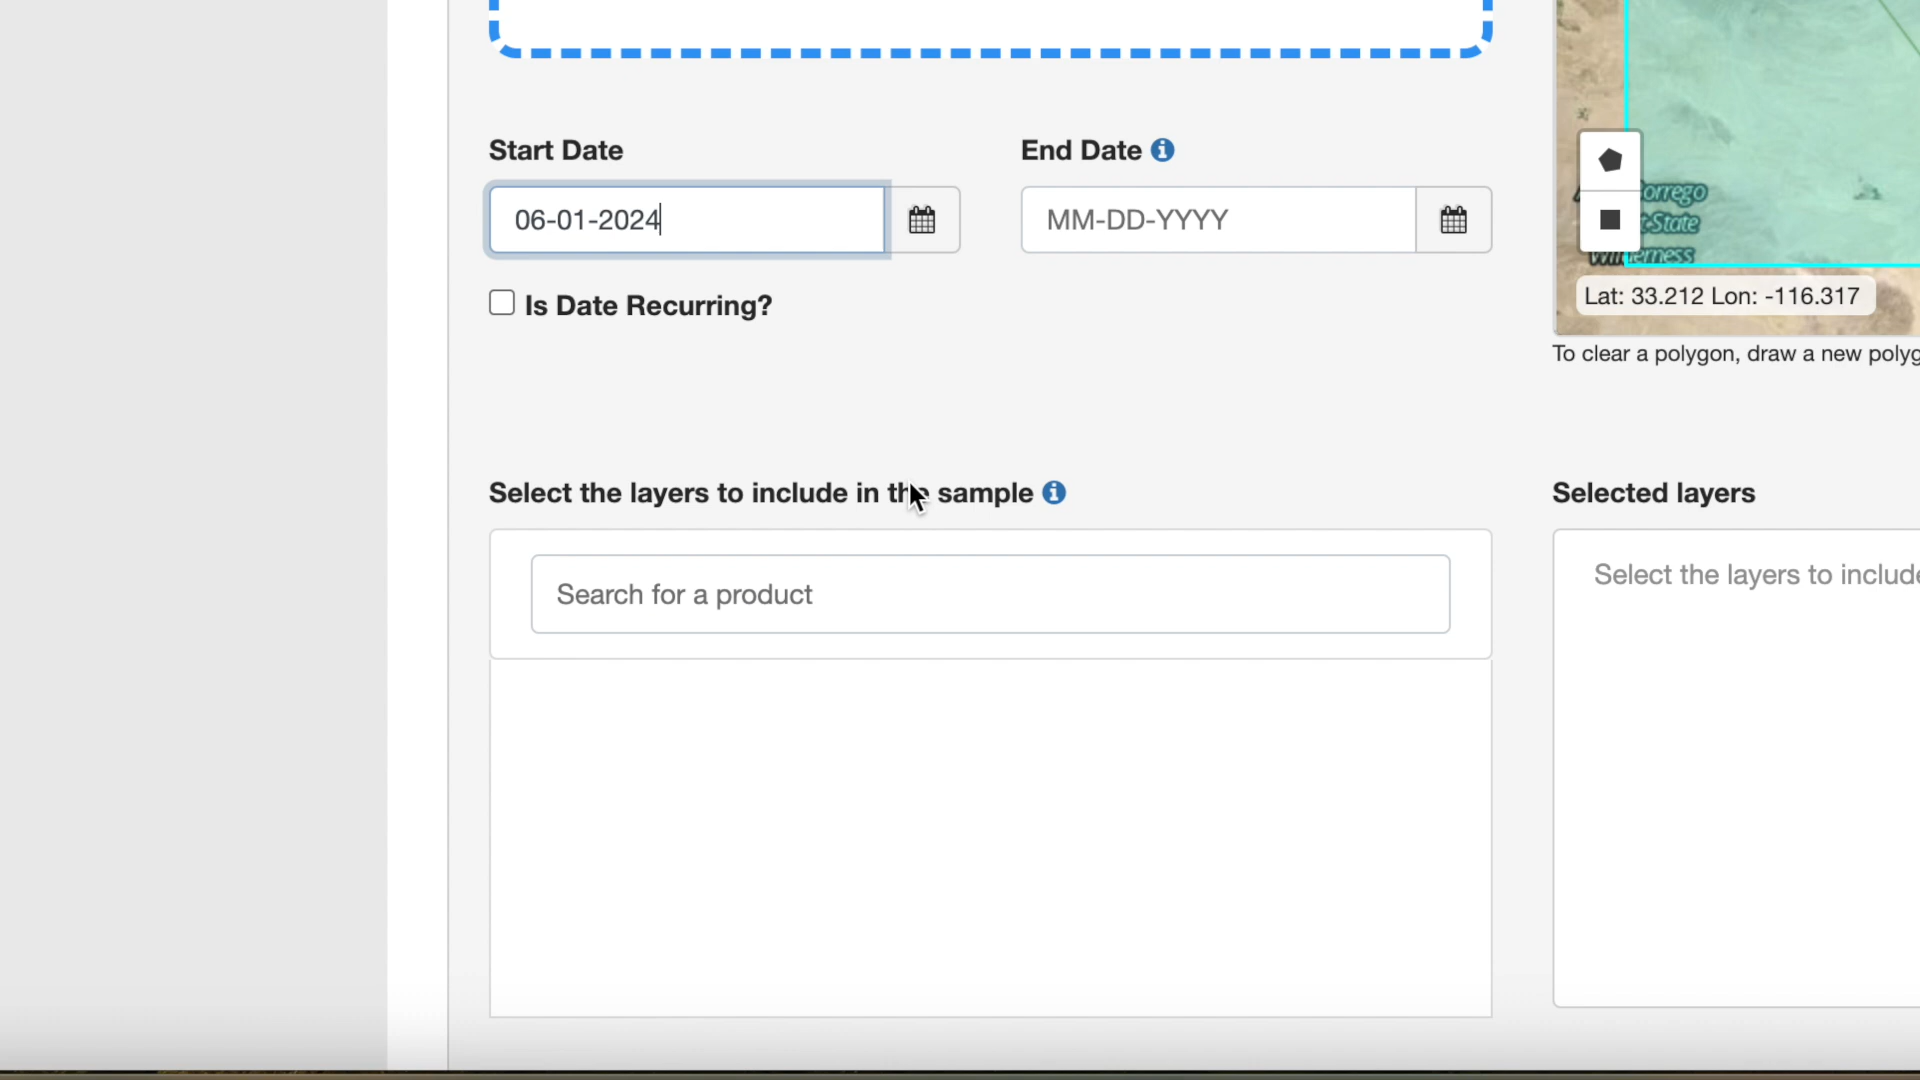 Start Date
End Date
06-01-2024
MM-DD-YYYY
Is Date Recurring?
orrego
State
Lat: 33.212 Lon: -116.317
To clear a polygon, draw a new
Select the layers to include in the sample
Selected layers
Search for a product
Select the layers to